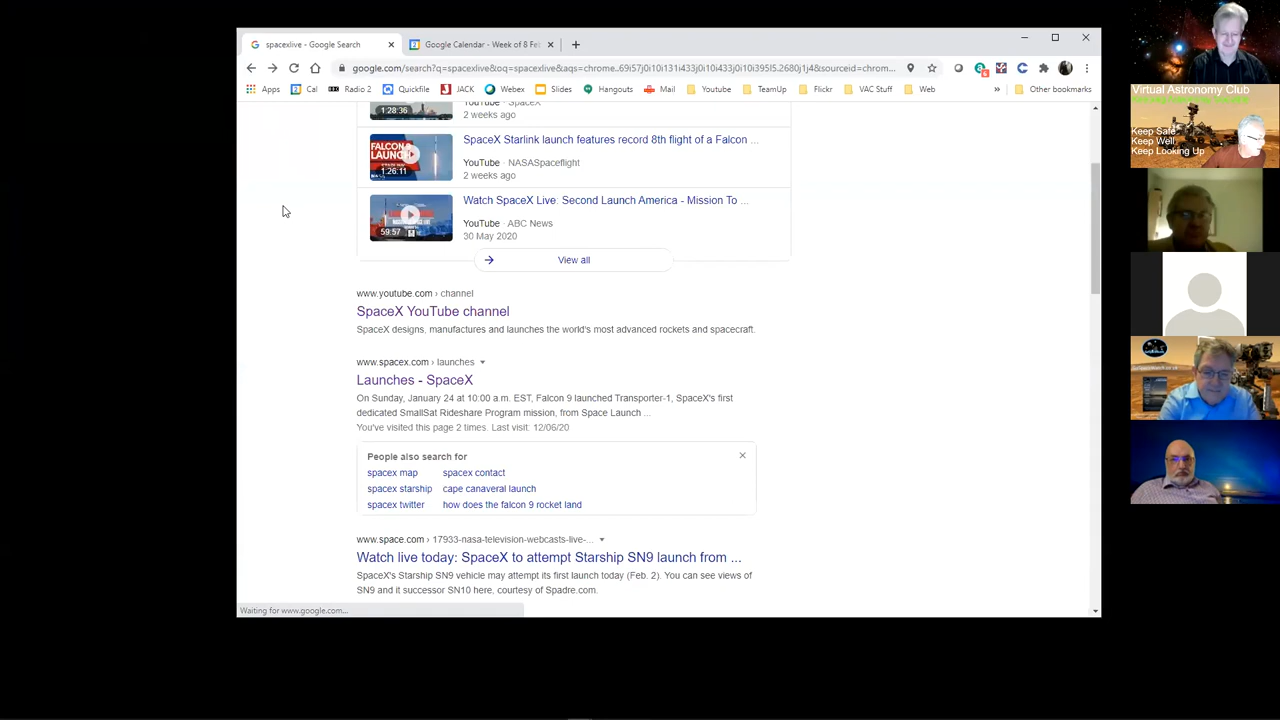 spacexlive - Google Search
Google Calendar - Week of 8 Feb
google.com/search?q=spacexlive&oq=spacexlive&aqs=chrome..69i57j0i10i131i433j0i10i433j0i10i395l5.2680j1j4&sourceid=chrom...
Apps Cal Radio 2 Quickfile JACK Webex Slides Hangouts Mail Youtube TeamUp Flickr VAC Stuff Web » Other bookmarks
1:28:36
YouTube · SpaceX
2 weeks ago
SpaceX Starlink launch features record 8th flight of a Falcon ...
FALCON
LAUNCH
1:26:11
YouTube · NASASpaceflight
2 weeks ago
Watch SpaceX Live: Second Launch America - Mission To ...
59:57
YouTube · ABC News
30 May 2020
View all
www.youtube.com › channel
SpaceX YouTube channel
SpaceX designs, manufactures and launches the world's most advanced rockets and spacecraft.
www.spacex.com › launches
Launches - SpaceX
On Sunday, January 24 at 10:00 a.m. EST, Falcon 9 launched Transporter-1, SpaceX's first
dedicated SmallSat Rideshare Program mission, from Space Launch ...
You've visited this page 2 times. Last visit: 12/06/20
People also search for
spacex map spacex contact
spacex starship cape canaveral launch
spacex twitter how does the falcon 9 rocket land
www.space.com › 17933-nasa-television-webcasts-live-...
Watch live today: SpaceX to attempt Starship SN9 launch from ...
SpaceX's Starship SN9 vehicle may attempt its first launch today (Feb. 2). You can see views of
SN9 and it successor SN10 here, courtesy of Spadre.com.
Waiting for www.google.com...
Virtual Astronomy Club
Keep Safe
Keep Well
Keep Looking Up